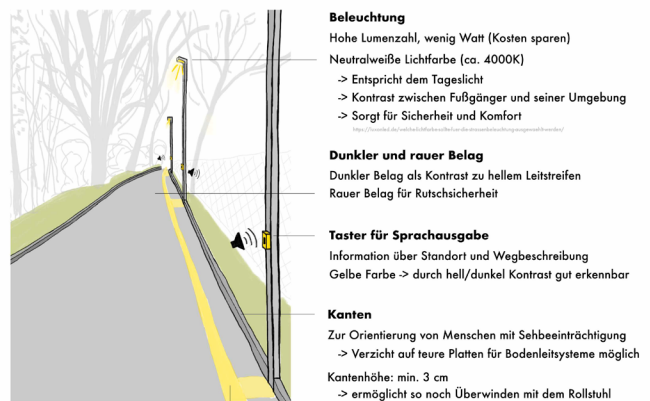 Beleuchtung
Hohe Lumenzahl, wenig Watt (Kosten sparen)
Neutralweiße Lichtfarbe (ca. 4000K)
-> Entspricht dem Tageslicht
-> Kontrast zwischen Fußgänger und seiner Umgebung
-> Sorgt für Sicherheit und Komfort
Dunkler und rauer Belag
Dunkler Belag als Kontrast zu hellem Leitstreifen
Rauer Belag für Rutschsicherheit
Taster für Sprachausgabe
Information über Standort und Wegbeschreibung
Gelbe Farbe -> durch hell/dunkel Kontrast gut erkennbar
Kanten
Zur Orientierung von Menschen mit Sehbeeinträchtigung
-> Verzicht auf teure Platten für Bodenleitsysteme möglich
Kantenhöhe: min. 3 cm
-> ermöglicht so noch Überwinden mit dem Rollstuhl